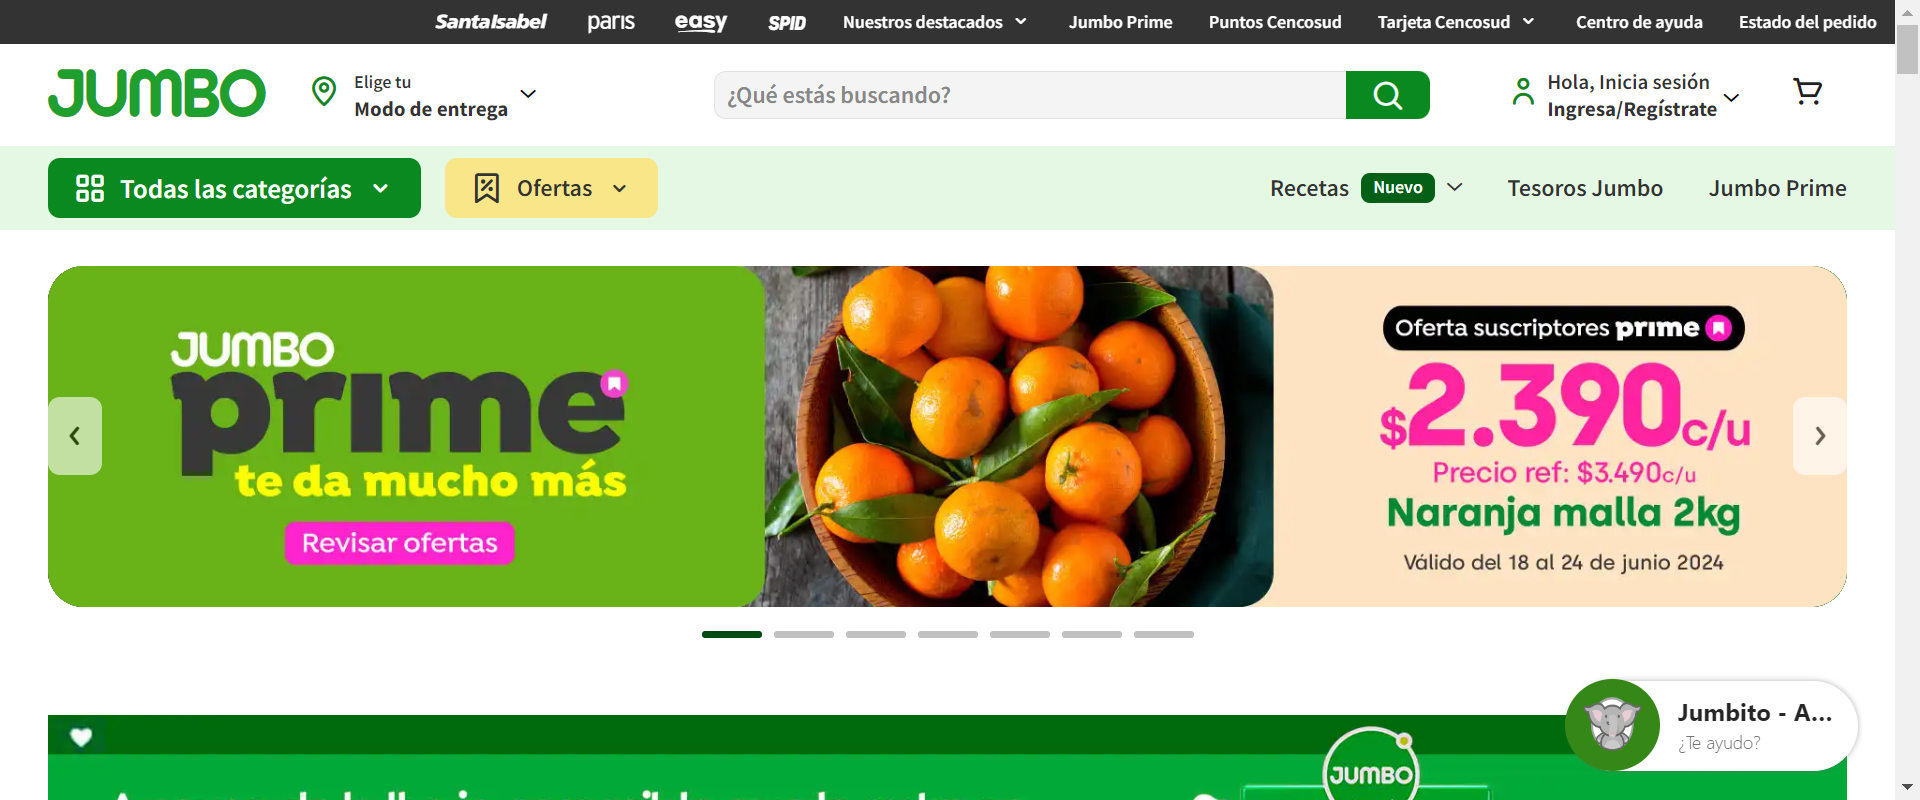 SantaIsabel paris easy SPID Nuestros destacados Jumbo Prime Puntos Cencosud Tarjeta Cencosud Centro de ayuda Estado del pedido
JUMBO
Elige tu
Modo de entrega
¿Qué estás buscando?
Hola, Inicia sesión
Ingresa/Regístrate
Todas las categorías
Ofertas
Recetas Nuevo
Tesoros Jumbo
Jumbo Prime
JUMBO
prime
te da mucho más
Revisar ofertas
Oferta suscriptores prime
$2.390c/u
Precio ref: $3.490c/u
Naranja malla 2kg
Válido del 18 al 24 de junio 2024
Jumbito - A...
¿Te ayudo?
JUMBO